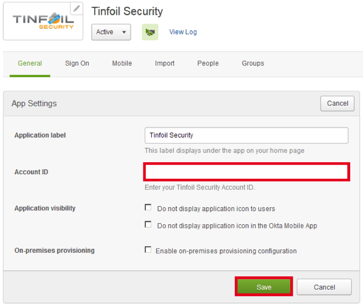 TINFOIL
SECURITY
Tinfoil Security
Active
View Log
General Sign On Mobile Import People Groups
App Settings
Cancel
Application label
Tinfoil Security
This label displays under the app on your home page
Account ID
Enter your Tinfoil Security Account ID.
Application visibility
Do not display application icon to users
Do not display application icon in the Okta Mobile App
On-premises provisioning
Enable on-premises provisioning configuration
Save Cancel